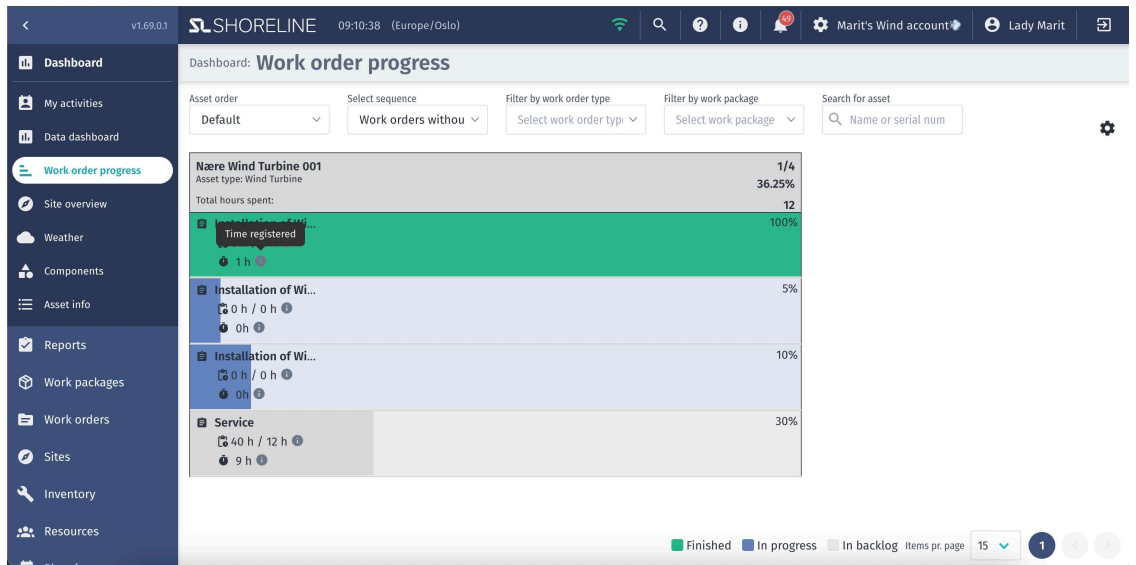 v1.69.0.1
SHORELINE 09:10:38 (Europe/Oslo) 49 Marit's Wind account Lady Marit
Dashboard
My activities
Data dashboard
Work order progress
Site overview
Weather
Components
Asset info
Reports
Work packages
Work orders
Sites
Inventory
Resources
Dashboard: Work order progress
Asset order
Default
Select sequence
Work orders withou
Filter by work order type
Select work order typ
Filter by work package
Select work package
Search for asset
Name or serial num
Nære Wind Turbine 001 1/4
Asset type: Wind Turbine 36.25%
Total hours spent: 12
100%
Time registered
1 h
Installation of Wi... 5%
0 h / 0 h
0h
Installation of Wi... 10%
0 h / 0 h
0h
Service 30%
40 h / 12 h
9 h
Finished In progress In backlog Items pr. page 15 1